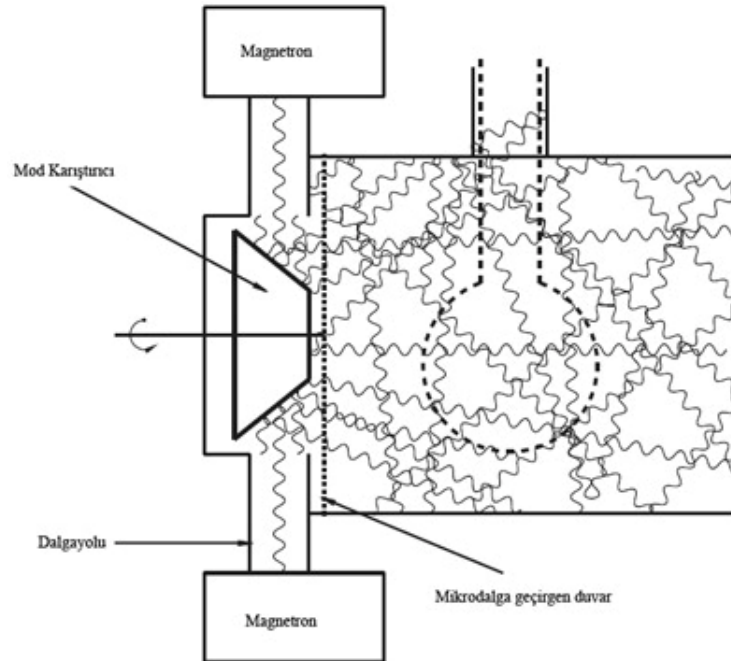 Magnetron
Mod Karıştırıcı
Dalgayolu
Mikrodalga geçirgen duvar
Magnetron